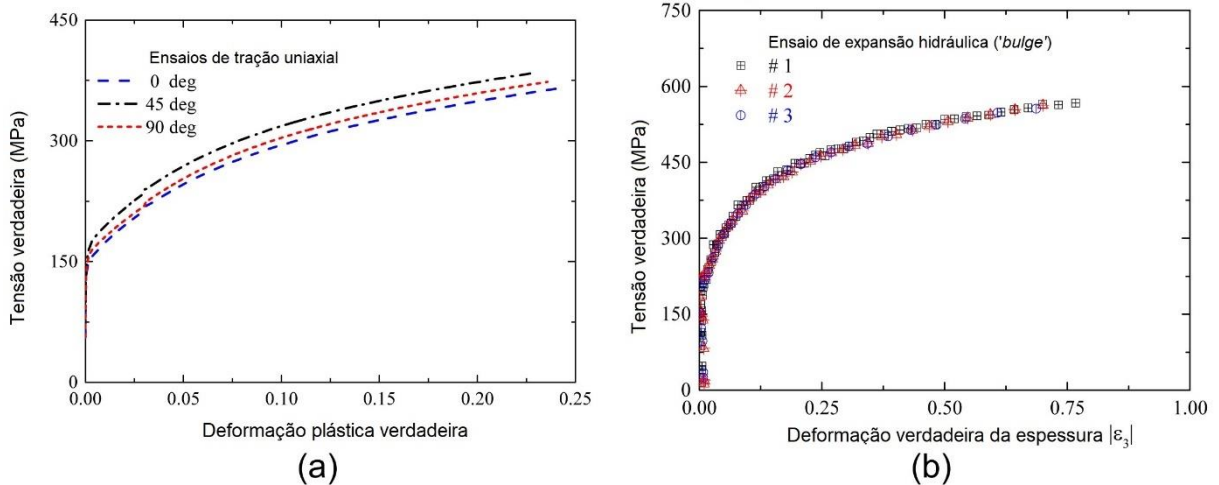 450
300
150
0
Tensão verdadeira (MPa)
Ensaios de tração uniaxial
0 deg
45 deg
90 deg
0.00 0.05 0.10 0.15 0.20 0.25
Deformação plástica verdadeira
(a)
750
600
450
300
150
0
Tensão verdadeira (MPa)
Ensaio de expansão hidráulica ('bulge')
# 1
# 2
# 3
0.00 0.25 0.50 0.75 1.00
Deformação verdadeira da espessura |ε3|
(b)